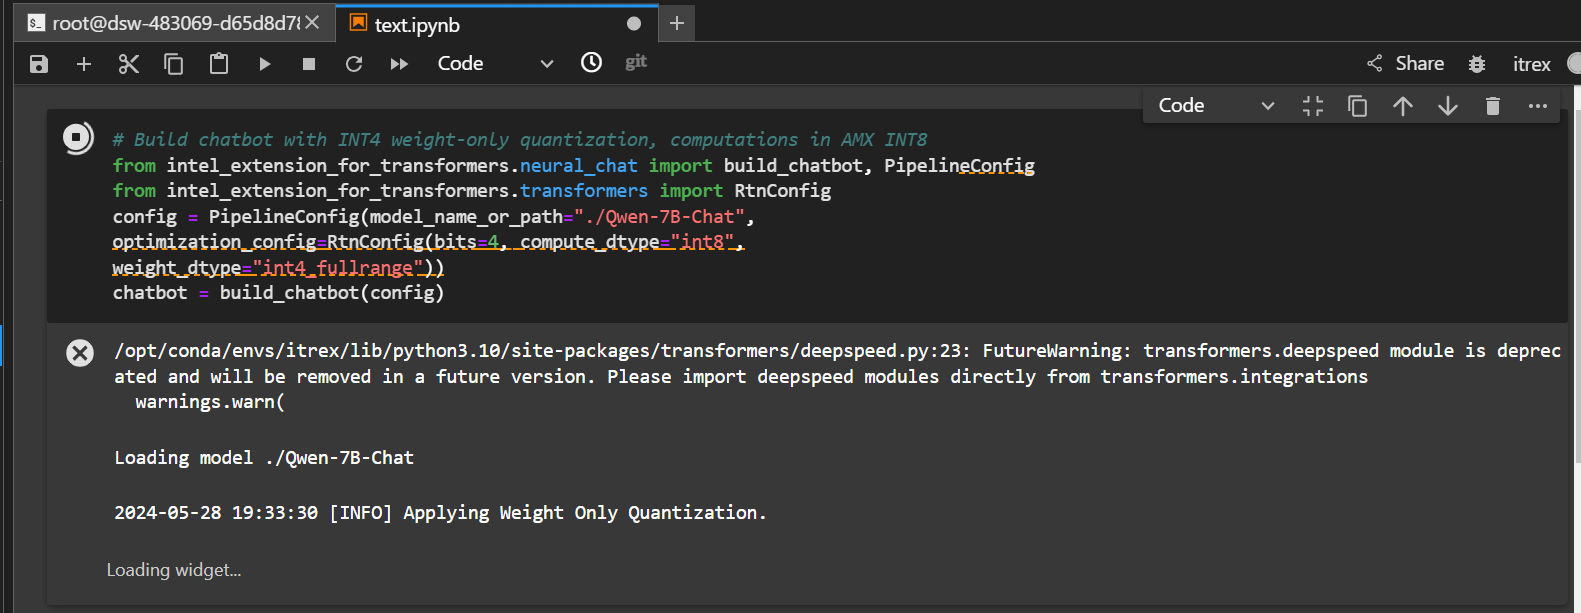 root@dsw-483069-d65d8d78
text.ipynb
Code
git
Share
itrex
Code
# Build chatbot with INT4 weight-only quantization, computations in AMX INT8
from intel_extension_for_transformers.neural_chat import build_chatbot, PipelineConfig
from intel_extension_for_transformers.transformers import RtnConfig
config = PipelineConfig(model_name_or_path="./Qwen-7B-Chat",
optimization_config=RtnConfig(bits=4, compute_dtype="int8",
weight_dtype="int4_fullrange"))
chatbot = build_chatbot(config)
/opt/conda/envs/itrex/lib/python3.10/site-packages/transformers/deepspeed.py:23: FutureWarning: transformers.deepspeed module is deprec
ated and will be removed in a future version. Please import deepspeed modules directly from transformers.integrations
warnings.warn(
Loading model ./Qwen-7B-Chat
2024-05-28 19:33:30 [INFO] Applying Weight Only Quantization.
Loading widget...